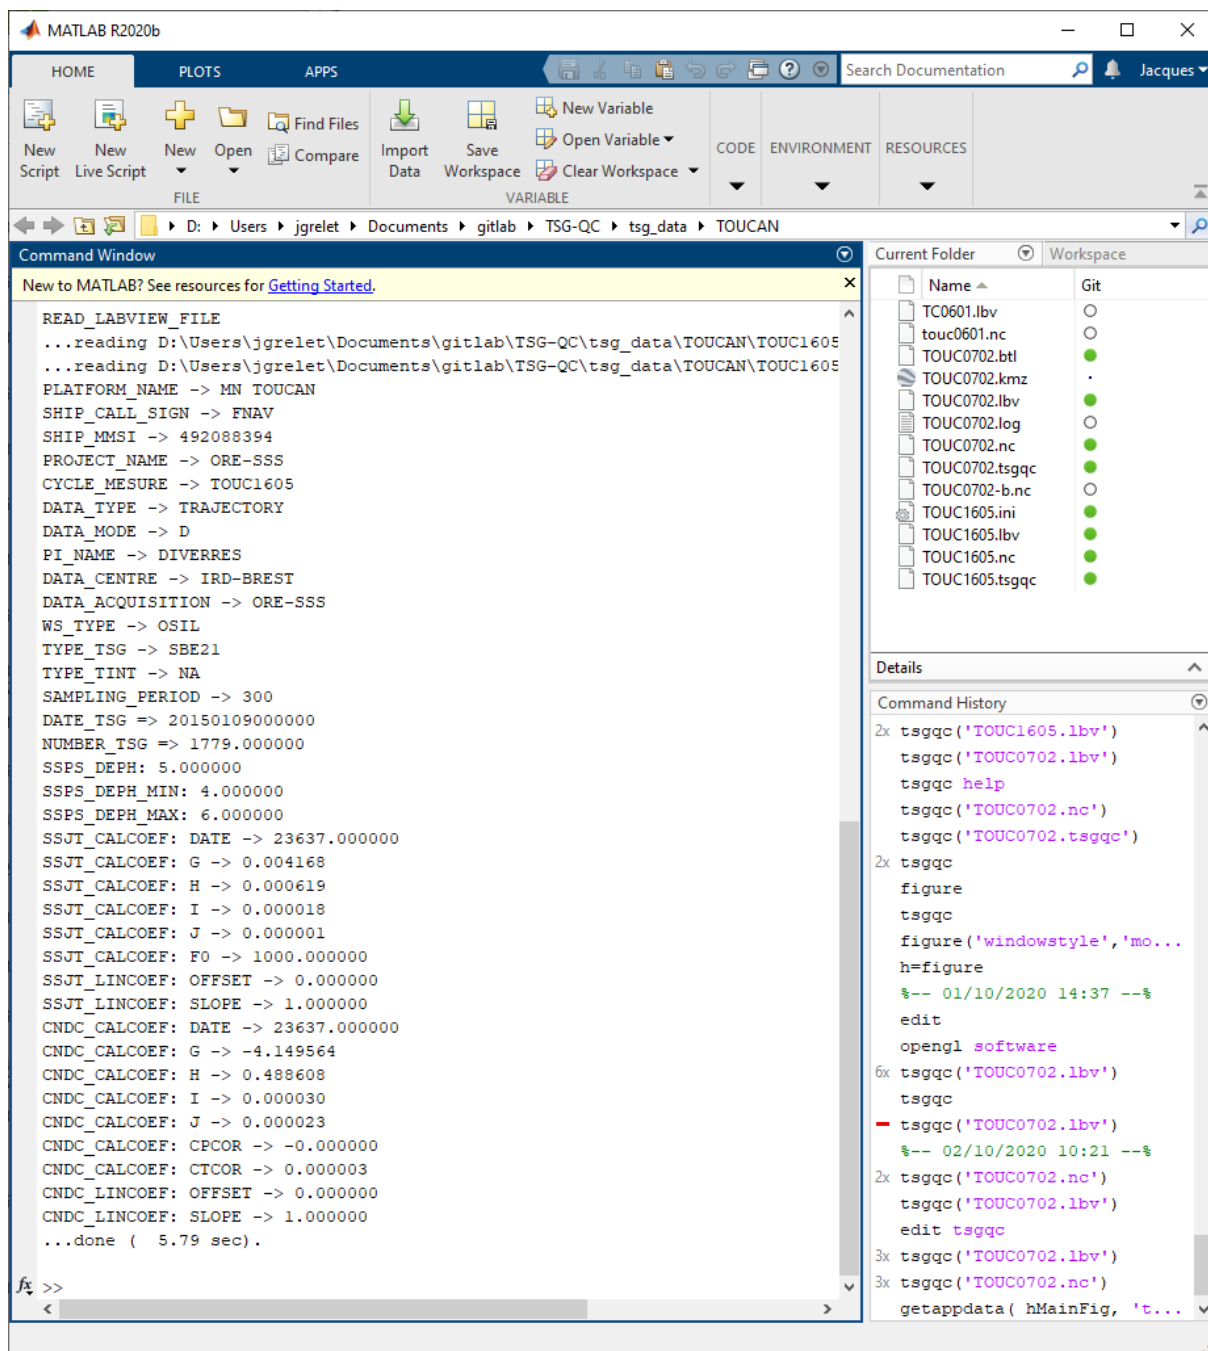 MATLAB R2020b
HOME PLOTS APPS Search Documentation Jacques
New Script
New Live Script
New
Open
Find Files
Compare
FILE
Import Data
Save Workspace
New Variable
Open Variable
Clear Workspace
VARIABLE
CODE
ENVIRONMENT
RESOURCES
D: Users jgrelet Documents gitlab TSG-QC tsg_data TOUCAN
Command Window
New to MATLAB? See resources for Getting Started.
READ_LABVIEW_FILE
...reading D:\Users\jgrelet\Documents\gitlab\TSG-QC\tsg_data\TOUCAN\TOUC1605
...reading D:\Users\jgrelet\Documents\gitlab\TSG-QC\tsg_data\TOUCAN\TOUC1605
PLATFORM_NAME -> MN TOUCAN
SHIP_CALL_SIGN -> FNAV
SHIP_MMSI -> 492088394
PROJECT_NAME -> ORE-SSS
CYCLE_MESURE -> TOUC1605
DATA_TYPE -> TRAJECTORY
DATA_MODE -> D
PI_NAME -> DIVERRES
DATA_CENTRE -> IRD-BREST
DATA_ACQUISITION -> ORE-SSS
WS_TYPE -> OSIL
TYPE_TSG -> SBE21
TYPE_TINT -> NA
SAMPLING_PERIOD -> 300
DATE_TSG => 20150109000000
NUMBER_TSG => 1779.000000
SSPS_DEPH: 5.000000
SSPS_DEPH_MIN: 4.000000
SSPS_DEPH_MAX: 6.000000
SSJT_CALCOEF: DATE -> 23637.000000
SSJT_CALCOEF: G -> 0.004168
SSJT_CALCOEF: H -> 0.000619
SSJT_CALCOEF: I -> 0.000018
SSJT_CALCOEF: J -> 0.000001
SSJT_CALCOEF: F0 -> 1000.000000
SSJT_LINCOEF: OFFSET -> 0.000000
SSJT_LINCOEF: SLOPE -> 1.000000
CNDC_CALCOEF: DATE -> 23637.000000
CNDC_CALCOEF: G -> -4.149564
CNDC_CALCOEF: H -> 0.488608
CNDC_CALCOEF: I -> 0.000030
CNDC_CALCOEF: J -> 0.000023
CNDC_CALCOEF: CPCOR -> -0.000000
CNDC_CALCOEF: CTCOR -> 0.000003
CNDC_LINCOEF: OFFSET -> 0.000000
CNDC_LINCOEF: SLOPE -> 1.000000
...done (  5.79 sec).
fx >>
Current Folder Workspace
Name Git
TC0601.lbv
touc0601.nc
TOUC0702.btl
TOUC0702.kmz
TOUC0702.lbv
TOUC0702.log
TOUC0702.nc
TOUC0702.tsgqc
TOUC0702-b.nc
TOUC1605.ini
TOUC1605.lbv
TOUC1605.nc
TOUC1605.tsgqc
Details
Command History
2x tsgqc('TOUC1605.lbv')
tsgqc('TOUC0702.lbv')
tsgqc help
tsgqc('TOUC0702.nc')
tsgqc('TOUC0702.tsgqc')
2x tsgqc
figure
tsgqc
figure('windowstyle','mo...
h=figure
%-- 01/10/2020 14:37 --%
edit
opengl software
6x tsgqc('TOUC0702.lbv')
tsgqc
tsgqc('TOUC0702.lbv')
%-- 02/10/2020 10:21 --%
2x tsgqc('TOUC0702.nc')
tsgqc('TOUC0702.lbv')
edit tsgqc
3x tsgqc('TOUC0702.lbv')
3x tsgqc('TOUC0702.nc')
getappdata( hMainFig, 't...